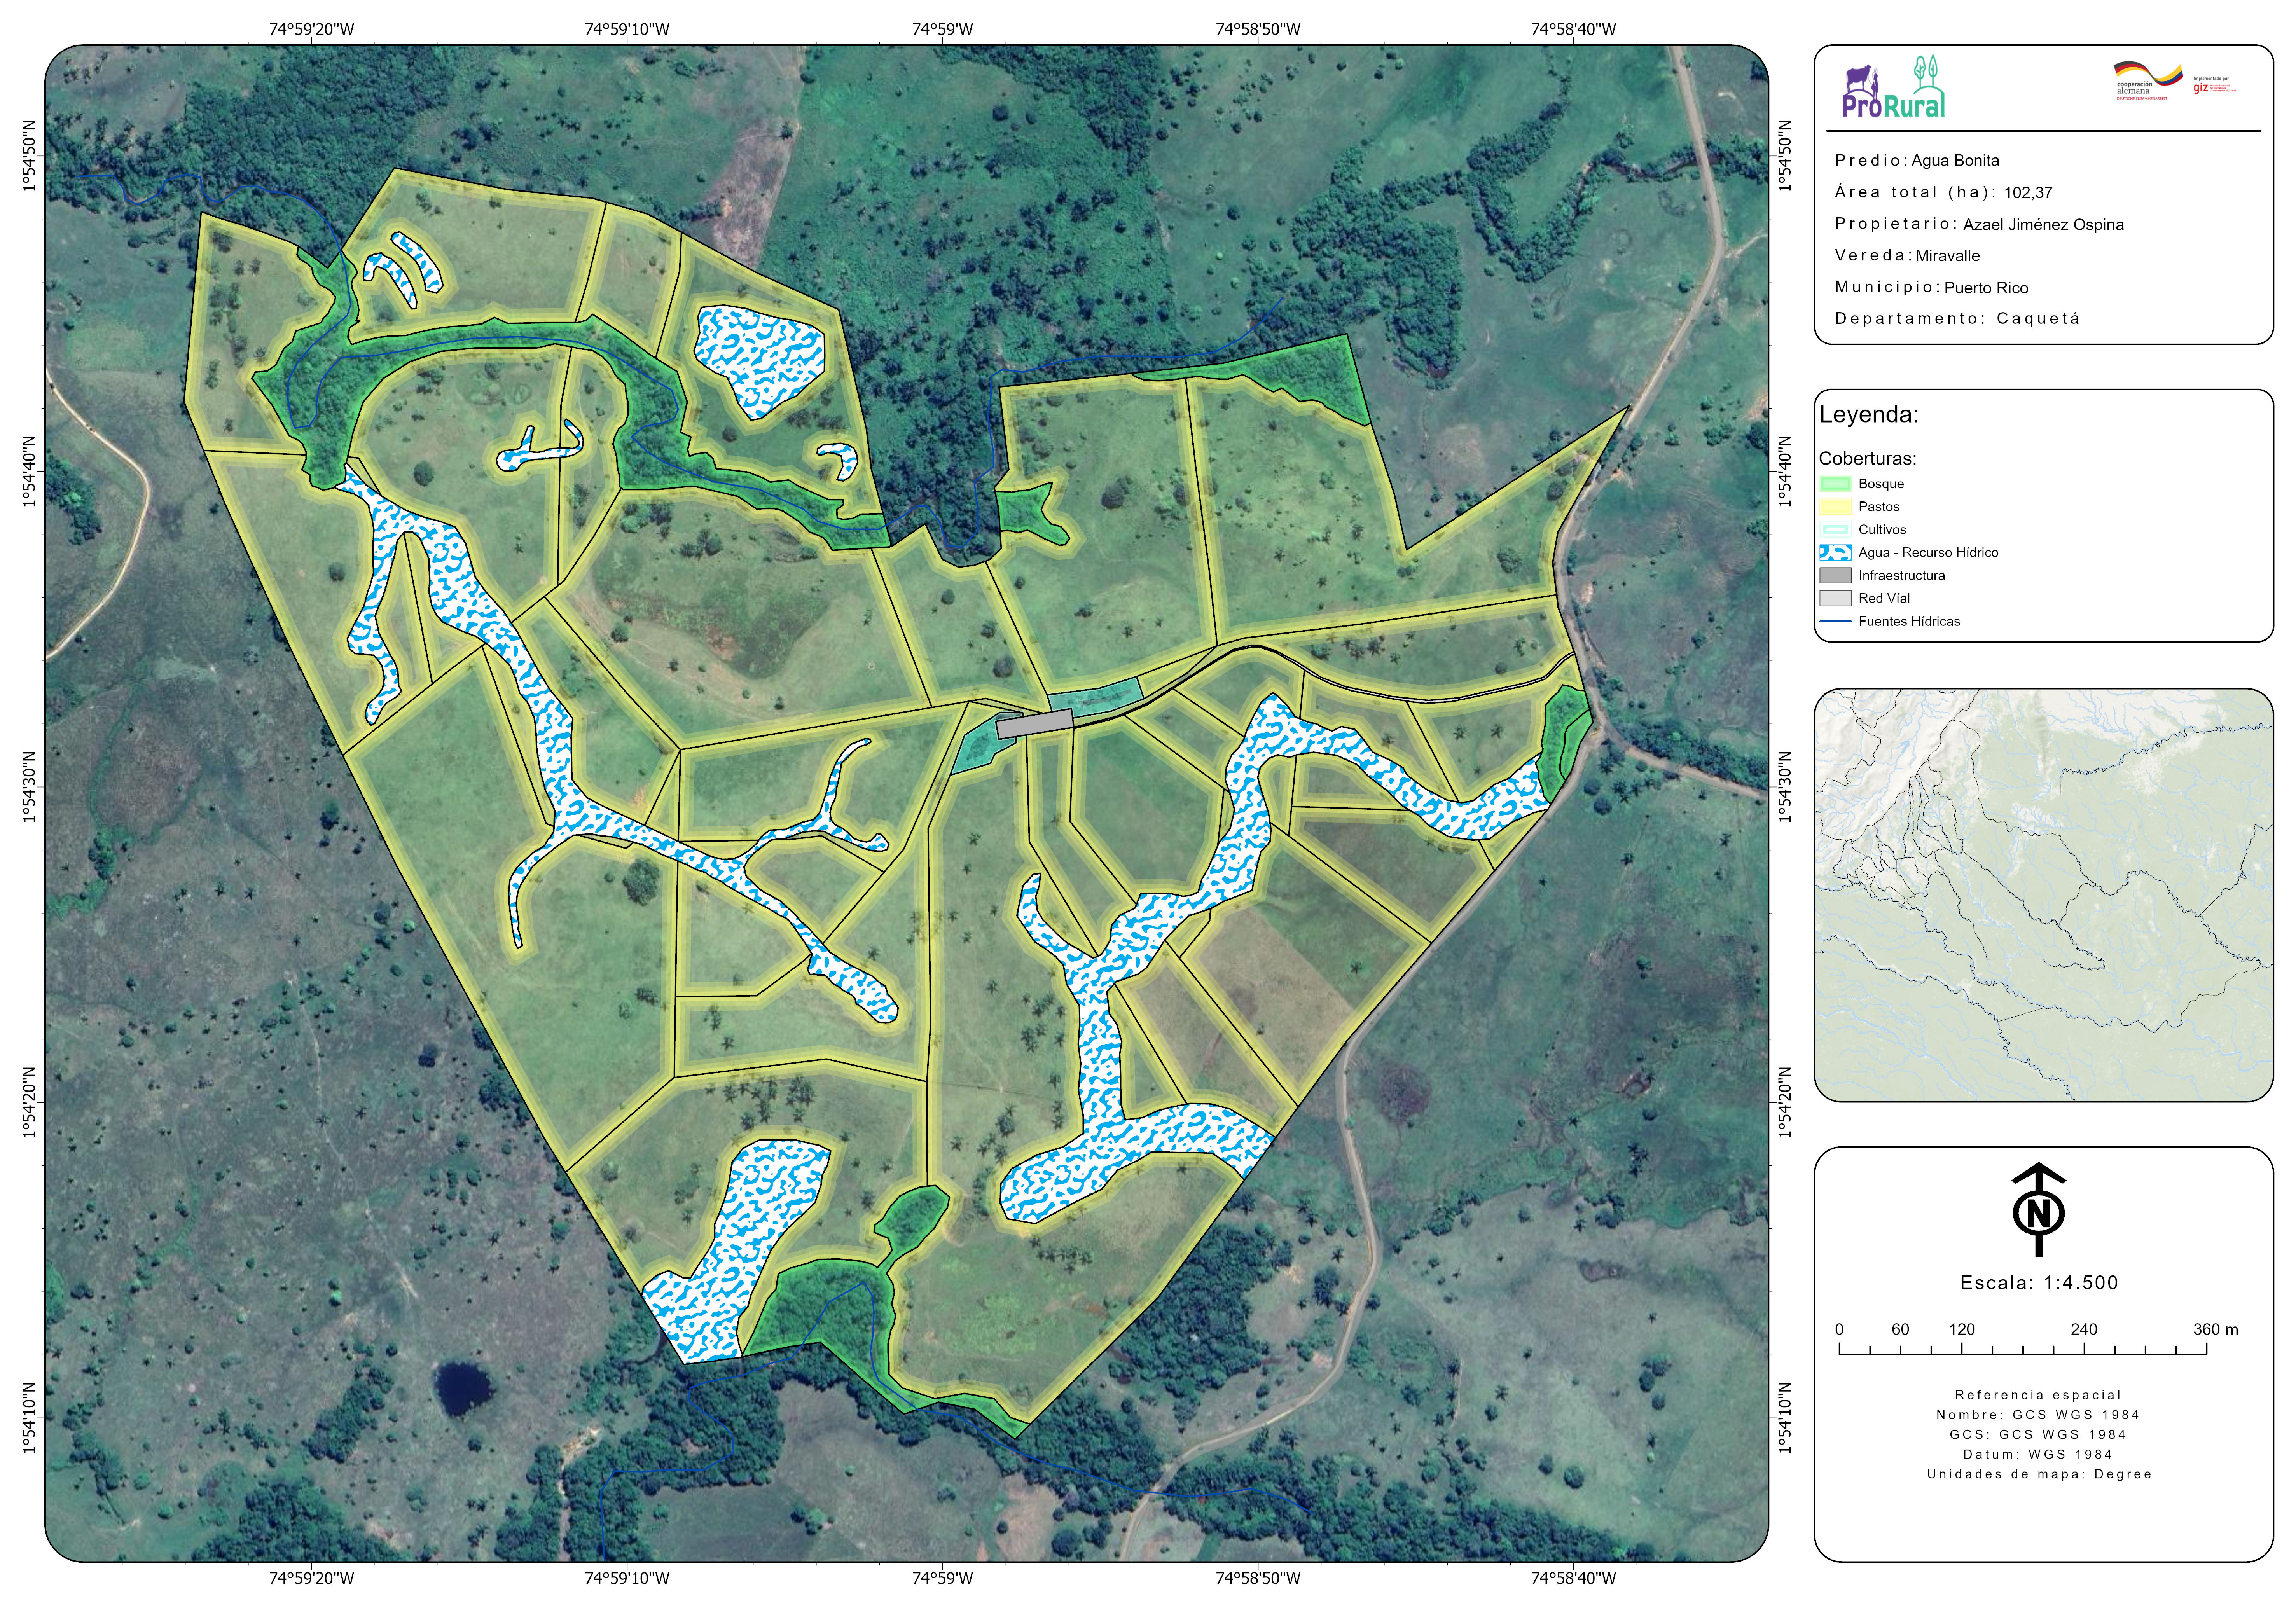 74°59'20"W 74°59'10"W 74°59'W 74°58'50"W 74°58'40"W
1°54'50"N 1°54'50"N
1°54'40"N 1°54'40"N
1°54'30"N 1°54'30"N
1°54'20"N 1°54'20"N
1°54'10"N 1°54'10"N
74°59'20"W 74°59'10"W 74°59'W 74°58'50"W 74°58'40"W
ProRural
cooperación
alemana
DEUTSCHE ZUSAMMENARBEIT
Implementada por
giz
Predio: Agua Bonita
Área total (ha): 102,37
Propietario: Azael Jiménez Ospina
Vereda: Miravalle
Municipio: Puerto Rico
Departamento: Caquetá
Leyenda:
Coberturas:
Bosque
Pastos
Cultivos
Agua - Recurso Hídrico
Infraestructura
Red Víal
Fuentes Hídricas
N
Escala: 1:4.500
0 60 120 240 360 m
Referencia espacial
Nombre: GCS WGS 1984
GCS: GCS WGS 1984
Datum: WGS 1984
Unidades de mapa: Degree